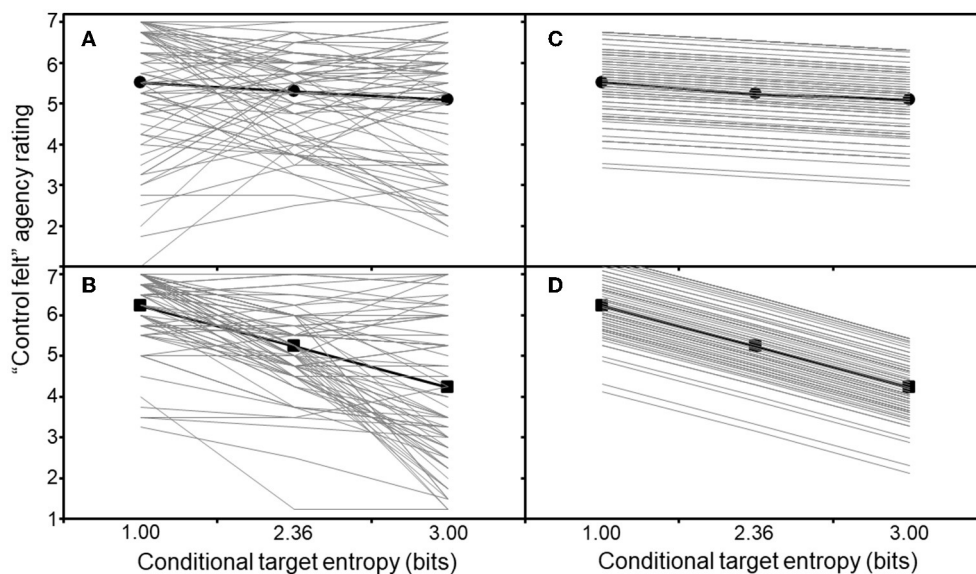 “Control felt” agency rating
A
7
6
5
4
3
2
C
B
7
6
5
4
3
2
1
D
1.00 2.36 3.00
1.00 2.36 3.00
Conditional target entropy (bits)
Conditional target entropy (bits)